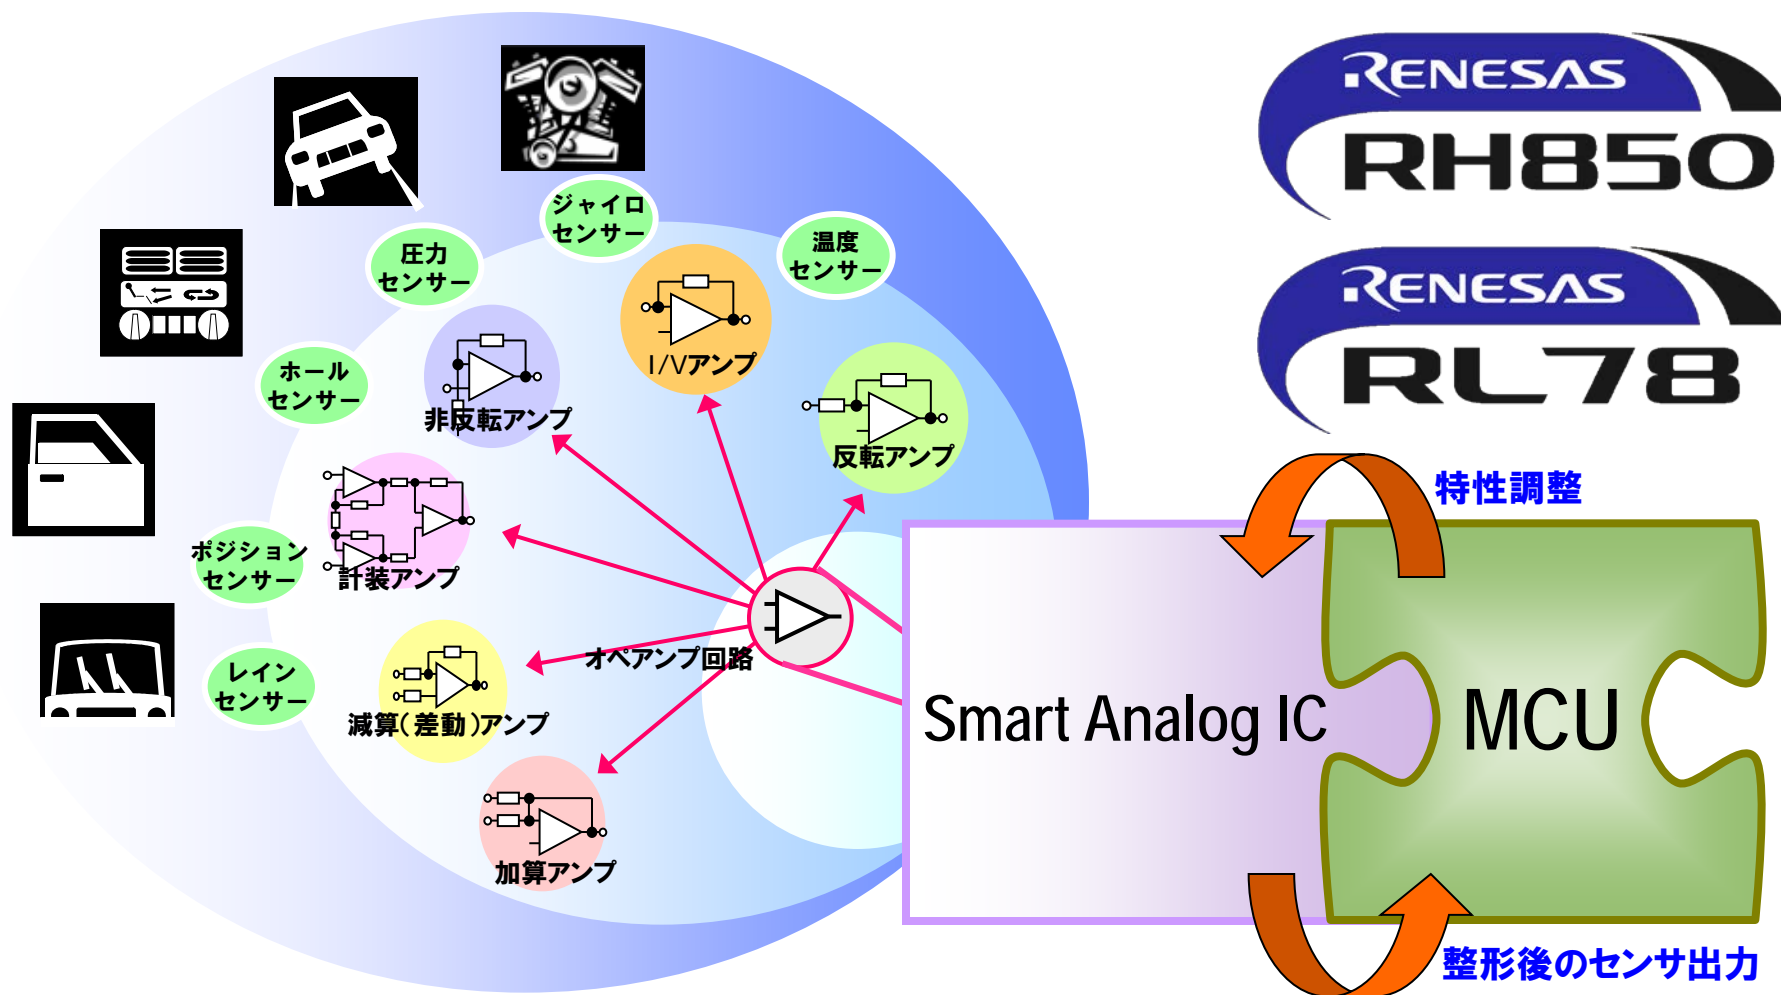 RENESAS
RH850
RENESAS
RL78
ジャイロ
センサー
圧力
センサー
温度
センサー
ホール
センサー
I/Vアンプ
非反転アンプ
反転アンプ
ポジション
センサー
計装アンプ
レイン
センサー
オペアンプ回路
減算(差動)アンプ
加算アンプ
特性調整
Smart Analog IC
MCU
整形後のセンサ出力